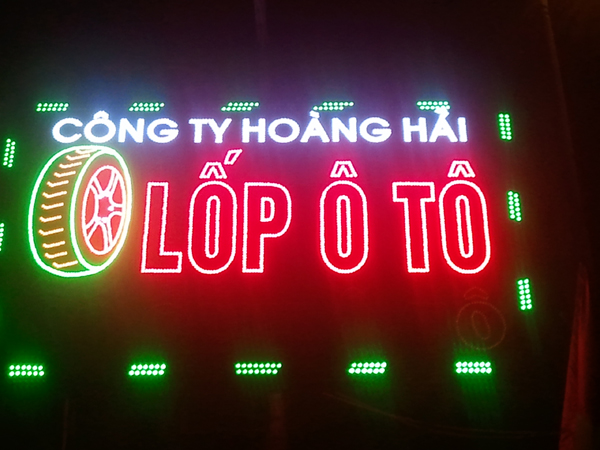 CÔNG TY HOÀNG HẢI
LỐP Ô TÔ